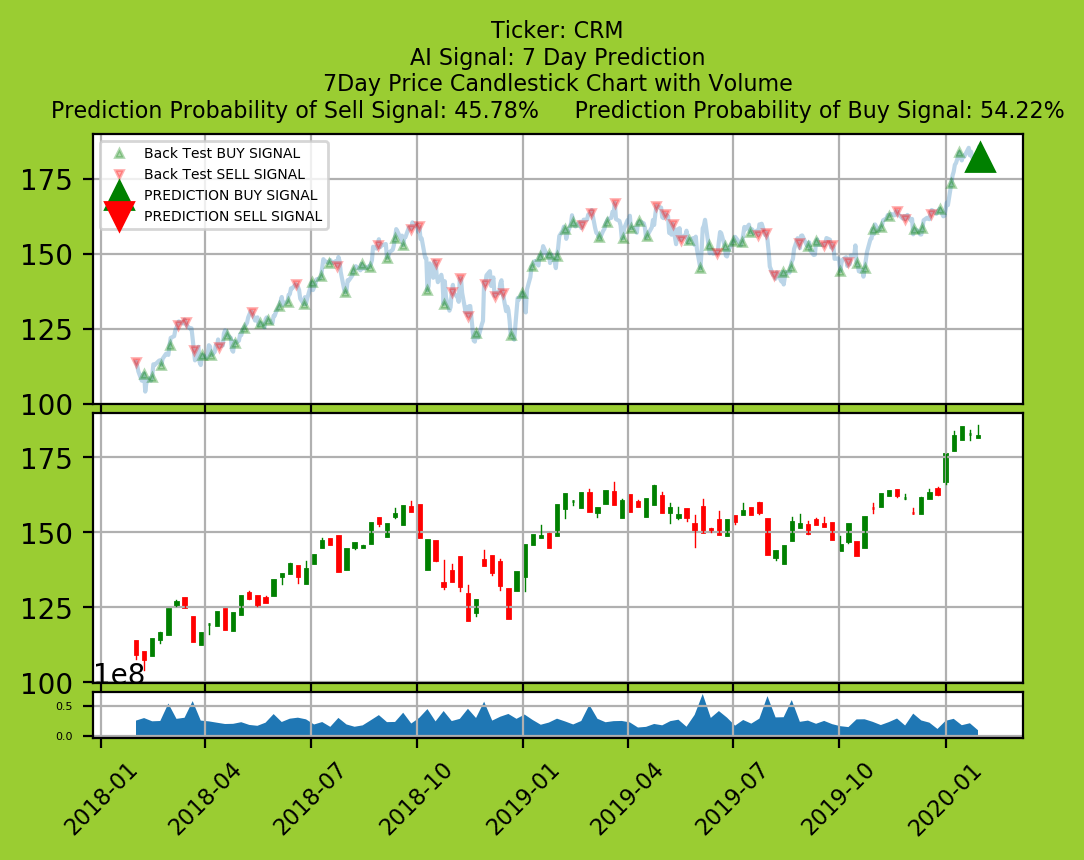 Ticker: CRM
AI Signal: 7 Day Prediction
7Day Price Candlestick Chart with Volume
Prediction Probability of Sell Signal: 45.78% Prediction Probability of Buy Signal: 54.22%
Back Test BUY SIGNAL
Back Test SELL SIGNAL
PREDICTION BUY SIGNAL
PREDICTION SELL SIGNAL
175
150
125
100
175
150
125
100
1e8
0.5
0.0
2018-01
2018-04
2018-07
2018-10
2019-01
2019-04
2019-07
2019-10
2020-01